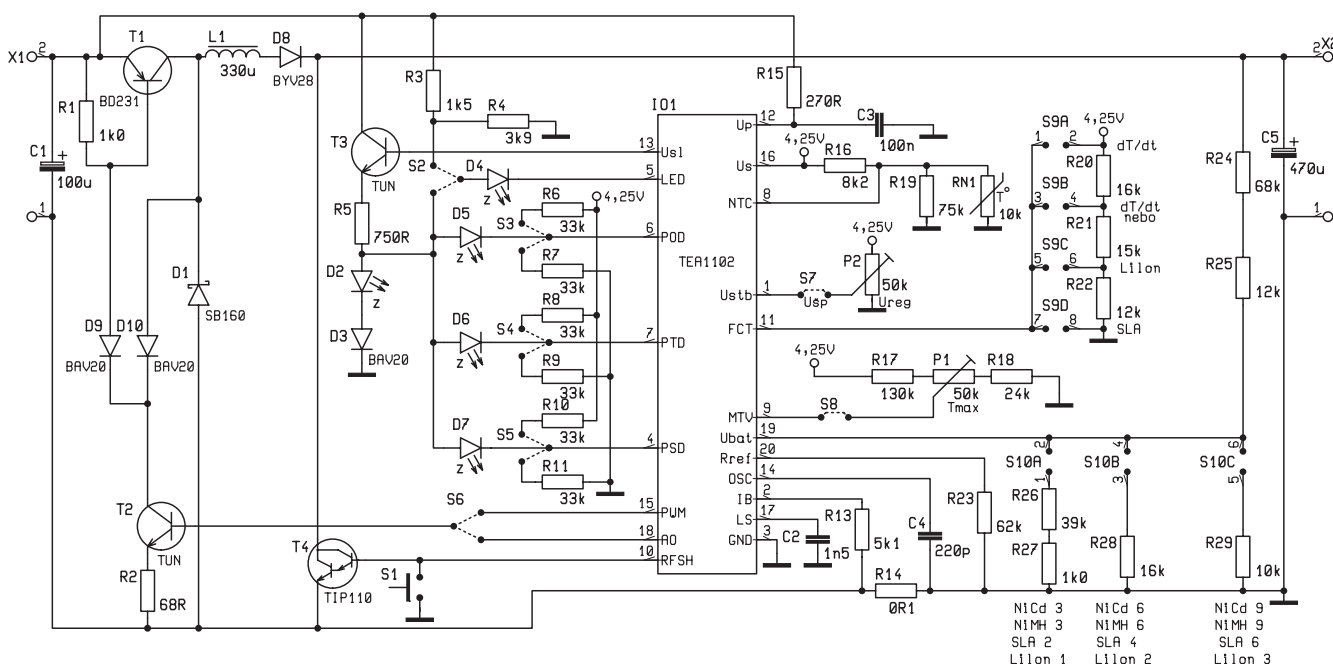 X1
2
T1
BD231
L1
330u
D8
BYV28
R1
1k0
C1
+
100u
1
R3
1k5
R4
3k9
T3
TUN
R5
750R
D2
Z
D3
BAV20
S2
D4
Z
D5
Z
D6
Z
D7
Z
S3
R6
33k
R7
33k
4,25V
S4
R8
33k
R9
33k
S5
R10
33k
R11
33k
D1
SB160
D9
D10
BAV20
BAV20
T2
TUN
R2
68R
S6
T4
TIP110
S1
IO1
TEA1102
13
Usl
5
LED
6
POD
7
PTD
4
PSD
15
PWM
18
AO
10
RFSH
Up
12
Us
16
NTC
8
Ustb
1
FCT
11
MTV
9
Ubat
19
Rref
20
OSC
14
IB
2
LS
17
GND
3
R15
270R
C3
100n
4,25V
R16
8k2
R19
75k
RN1
T°
10k
4,25V
P2
50k
Ureg
S7
Usp
S9A
1
2
4,25V
dT/dt
R20
16k
S9B
3
4
dT/dt
nebo
R21
15k
S9C
5
6
LiIon
R22
12k
S9D
7
8
SLA
4,25V
R17
130k
P1
50k
Tmax
R18
24k
S8
R24
68k
R25
12k
C5
+
470u
X2
2
1
2
S10A
1
4
S10B
3
6
S10C
5
R26
39k
R27
1k0
R28
16k
R29
10k
R23
62k
C4
220p
R13
5k1
C2
1n5
R14
0R1
NiCd 3
NiMH 3
SLA 2
LiIon 1
NiCd 6
NiMH 6
SLA 4
LiIon 2
NiCd 9
NiMH 9
SLA 6
LiIon 3